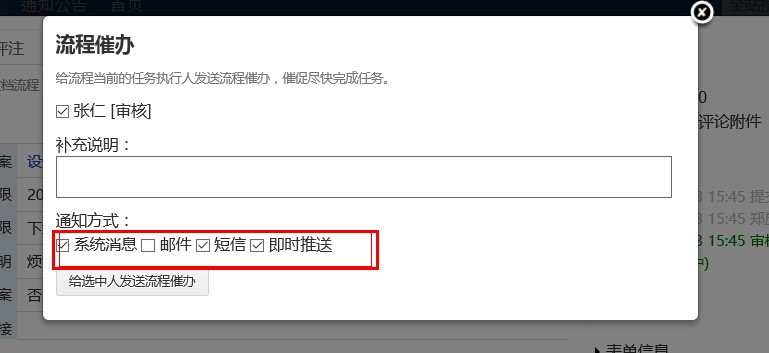 通知公告 首页
流程催办
给流程当前的任务执行人发送流程催办，催促尽快完成任务。
张仁 [审核]
补充说明：
通知方式：
系统消息 邮件 短信 即时推送
给选中人发送流程催办
评注
档流程
案 设
限 20
限 下
明 烦
案 否
接
0
评论附件
15:45 提
15:45 郑
15:45 审核
表单信息